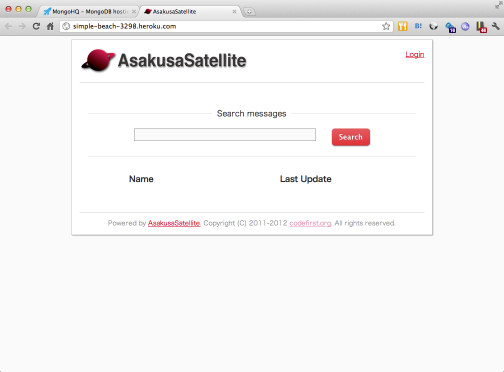 MongoHQ – MongoDB hosti
AsakusaSatellite
simple-beach-3298.heroku.com
B!
AsakusaSatellite
Login
Search messages
Search
Name
Last Update
Powered by AsakusaSatellite. Copyright (C) 2011-2012 codefirst.org. All rights reserved.